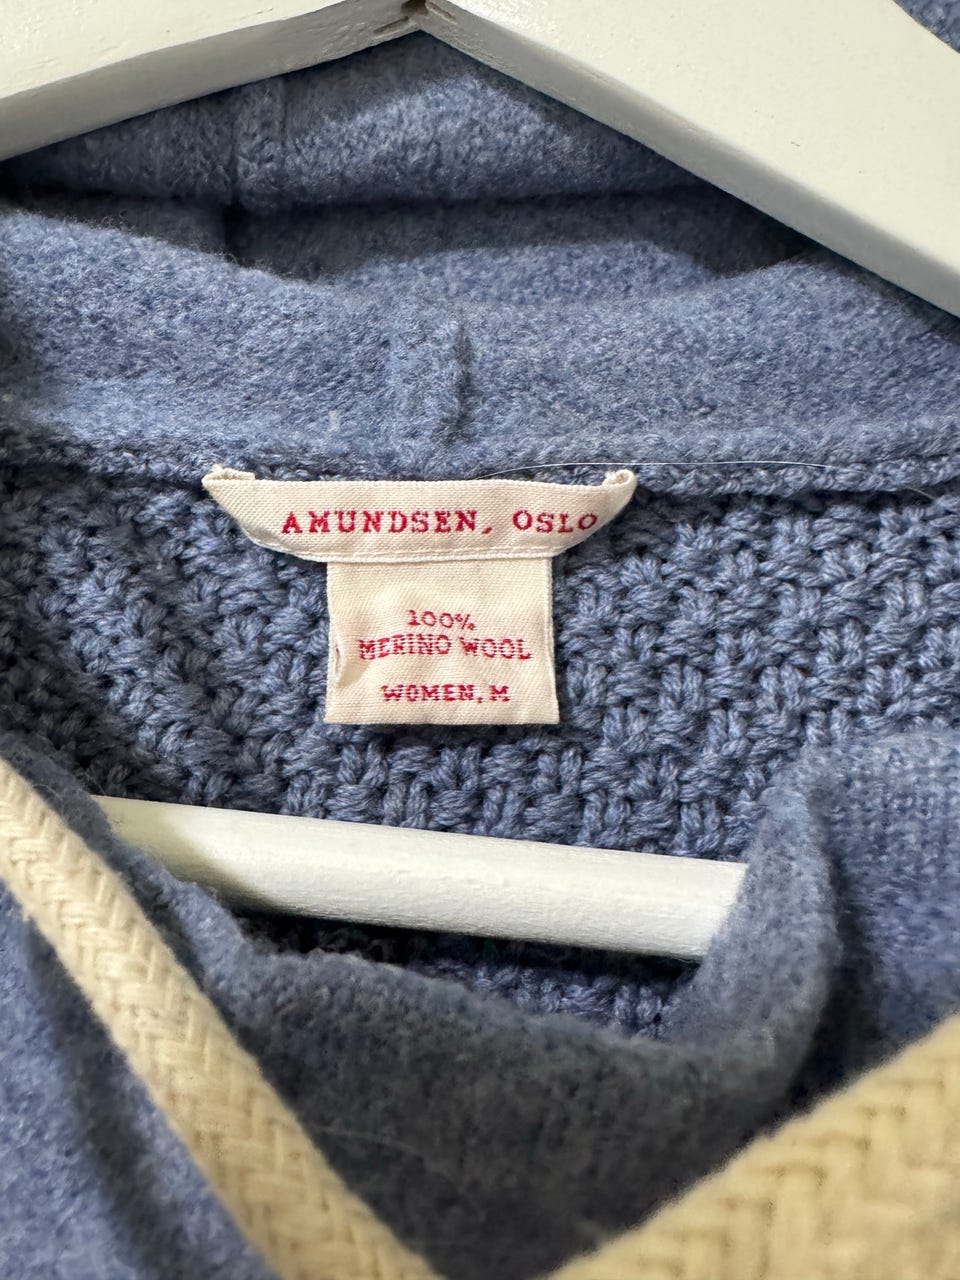 AMUNDSEN, OSLO
100%
MERINO WOOL
WOMEN, M